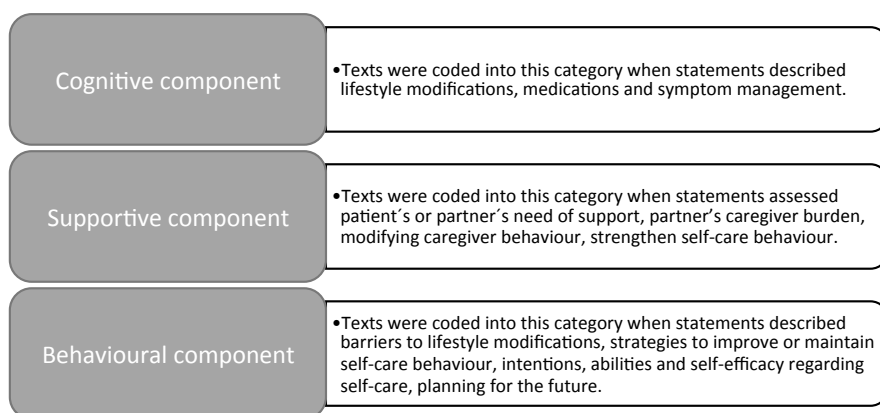 Cognitive component
•Texts were coded into this category when statements described
lifestyle modifications, medications and symptom management.
Supportive component
•Texts were coded into this category when statements assessed
patient´s or partner´s need of support, partner’s caregiver burden,
modifying caregiver behaviour, strengthen self-care behaviour.
Behavioural component
•Texts were coded into this category when statements described
barriers to lifestyle modifications, strategies to improve or maintain
self-care behaviour, intentions, abilities and self-efficacy regarding
self-care, planning for the future.